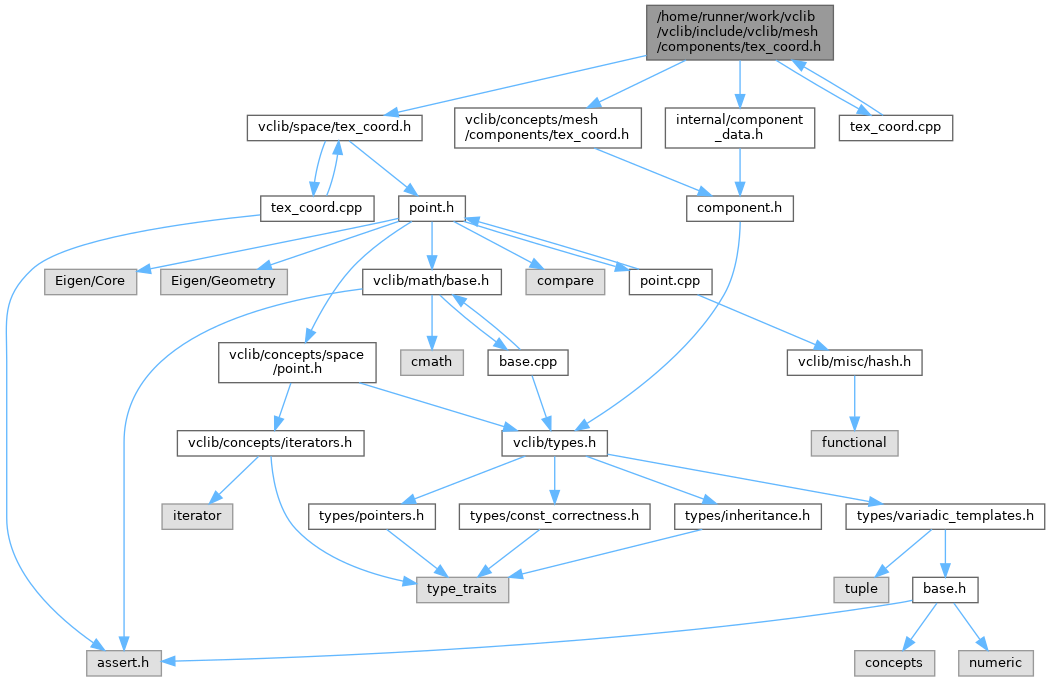 /home/runner/work/vclib
/vclib/include/vclib/mesh
/components/tex_coord.h
vclib/space/tex_coord.h
vclib/concepts/mesh
/components/tex_coord.h
internal/component
_data.h
tex_coord.cpp
tex_coord.cpp
point.h
component.h
Eigen/Core
Eigen/Geometry
vclib/math/base.h
compare
point.cpp
vclib/concepts/space
/point.h
cmath
base.cpp
vclib/misc/hash.h
vclib/concepts/iterators.h
vclib/types.h
functional
iterator
types/pointers.h
types/const_correctness.h
types/inheritance.h
types/variadic_templates.h
type_traits
tuple
base.h
assert.h
concepts
numeric